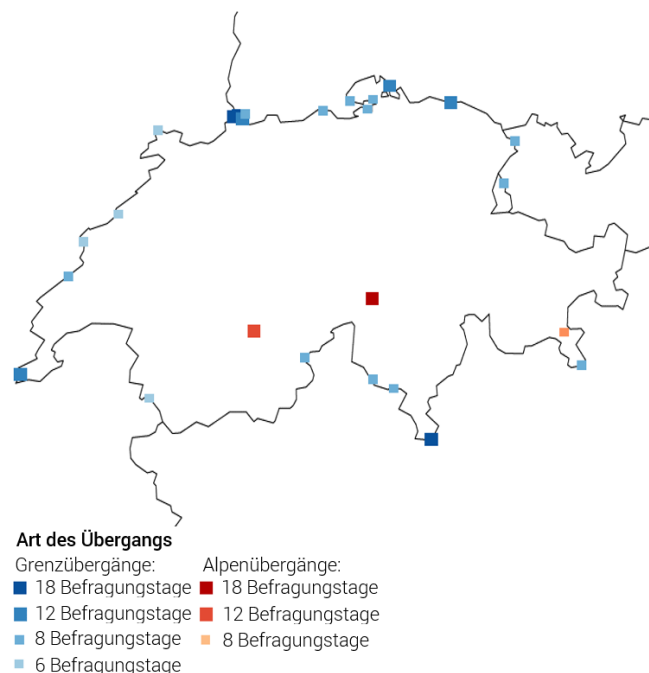 Art des Übergangs
Grenzübergänge: Alpenübergänge:
18 Befragungstage 18 Befragungstage
12 Befragungstage 12 Befragungstage
8 Befragungstage 8 Befragungstage
6 Befragungstage